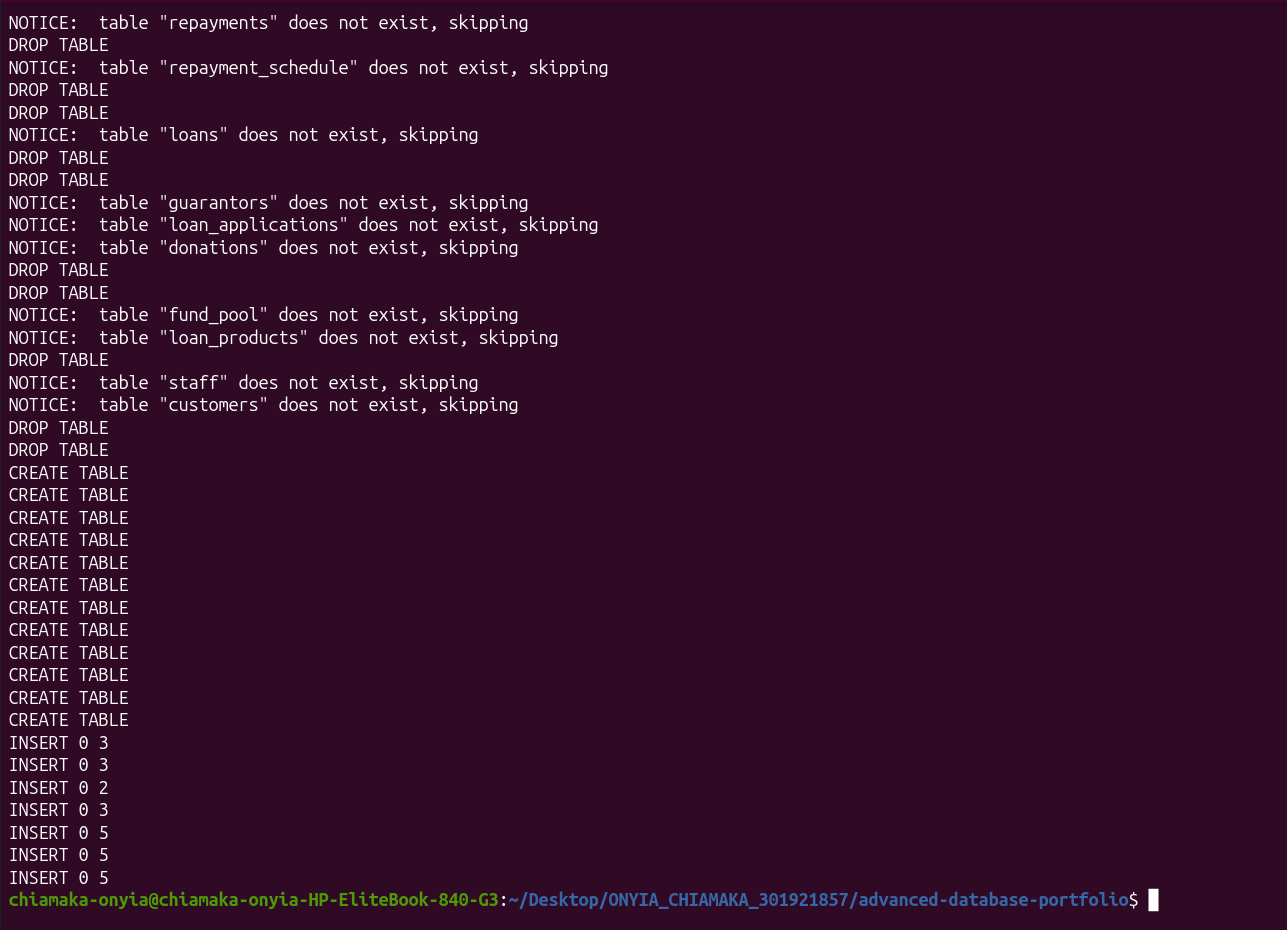 NOTICE:  table "repayments" does not exist, skipping
DROP TABLE
NOTICE:  table "repayment_schedule" does not exist, skipping
DROP TABLE
DROP TABLE
NOTICE:  table "loans" does not exist, skipping
DROP TABLE
DROP TABLE
NOTICE:  table "guarantors" does not exist, skipping
NOTICE:  table "loan_applications" does not exist, skipping
NOTICE:  table "donations" does not exist, skipping
DROP TABLE
DROP TABLE
NOTICE:  table "fund_pool" does not exist, skipping
NOTICE:  table "loan_products" does not exist, skipping
DROP TABLE
NOTICE:  table "staff" does not exist, skipping
NOTICE:  table "customers" does not exist, skipping
DROP TABLE
DROP TABLE
CREATE TABLE
CREATE TABLE
CREATE TABLE
CREATE TABLE
CREATE TABLE
CREATE TABLE
CREATE TABLE
CREATE TABLE
CREATE TABLE
CREATE TABLE
CREATE TABLE
CREATE TABLE
INSERT 0 3
INSERT 0 3
INSERT 0 2
INSERT 0 3
INSERT 0 5
INSERT 0 5
INSERT 0 5
chiamaka-onyia@chiamaka-onyia-HP-EliteBook-840-G3:~/Desktop/ONYIA_CHIAMAKA_301921857/advanced-database-portfolio$